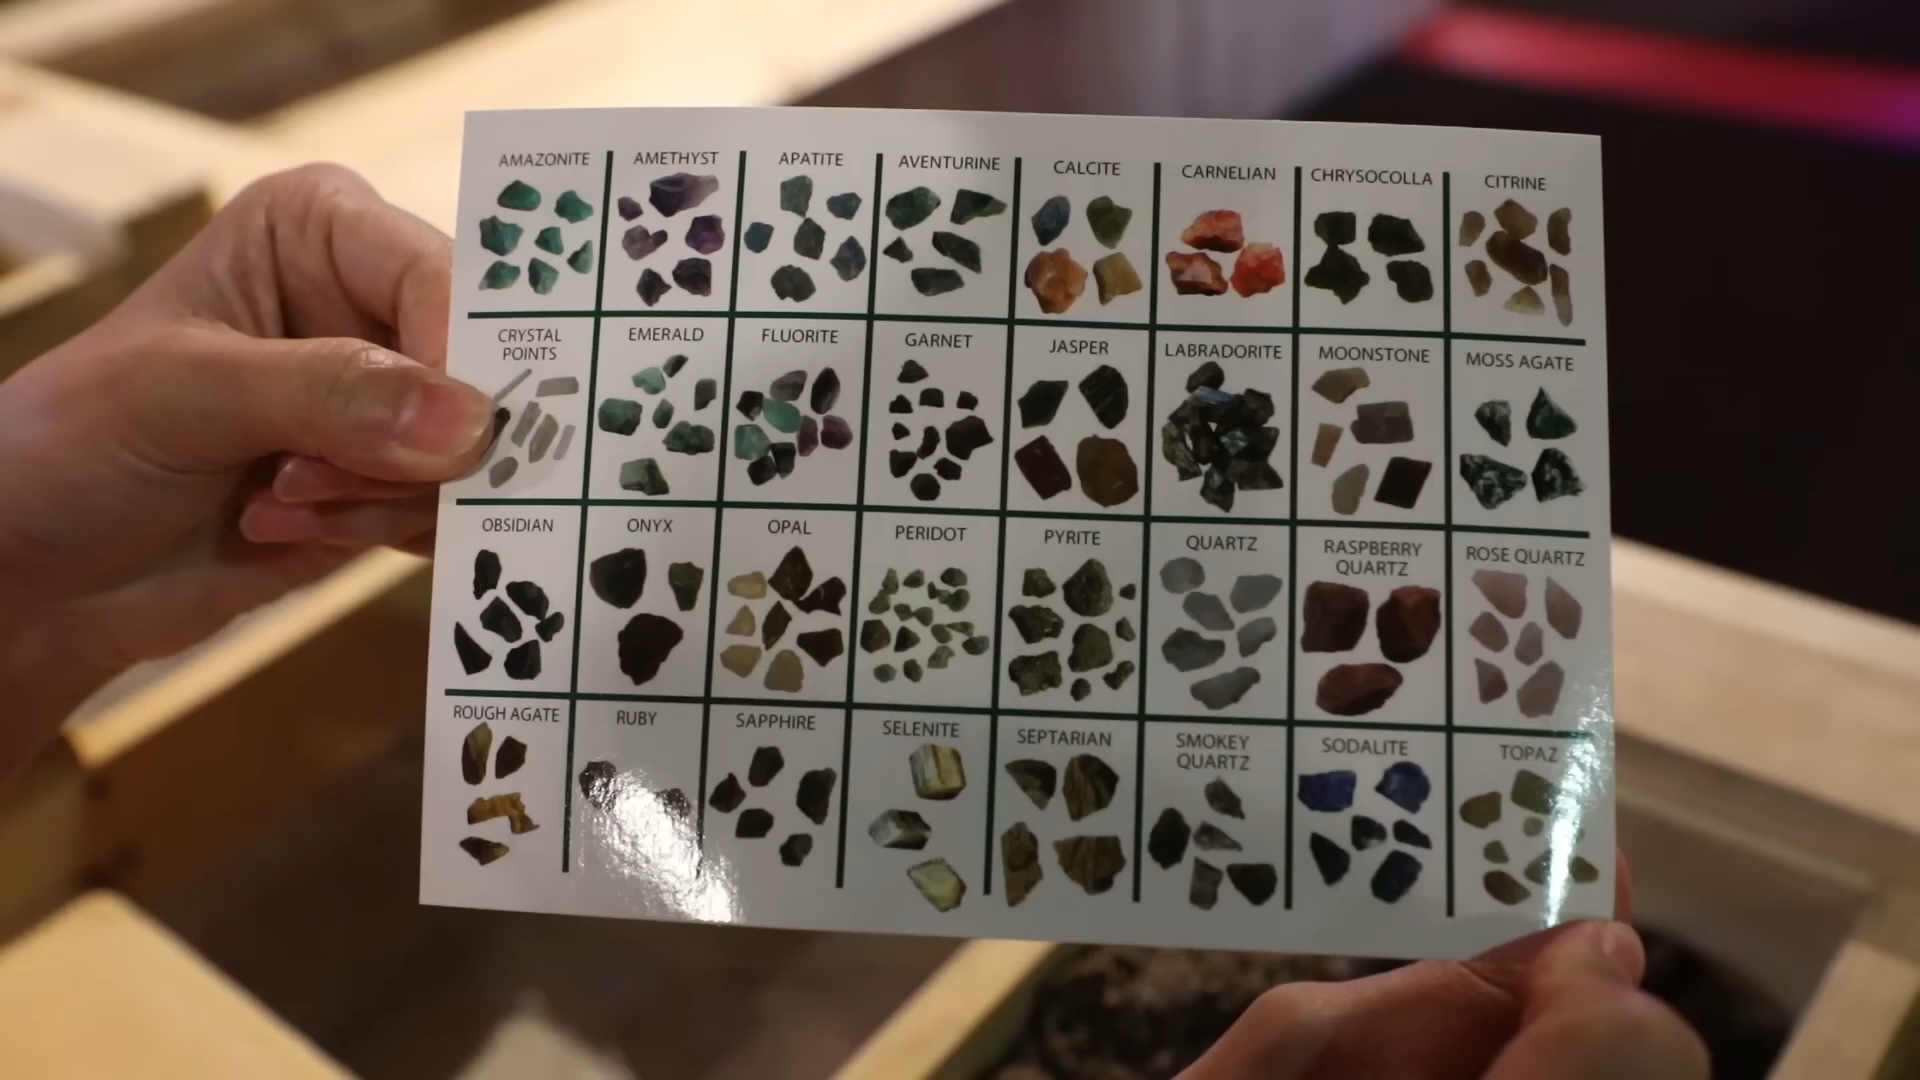 AMAZONITE
AMETHYST
APATITE
AVENTURINE
CALCITE
CARNELIAN
CHRYSOCOLLA
CITRINE
CRYSTAL
POINTS
EMERALD
FLUORITE
GARNET
JASPER
LABRADORITE
MOONSTONE
MOSS AGATE
OBSIDIAN
ONYX
OPAL
PERIDOT
PYRITE
QUARTZ
RASPBERRY
QUARTZ
ROSE QUARTZ
ROUGH AGATE
RUBY
SAPPHIRE
SELENITE
SEPTARIAN
SMOKEY
QUARTZ
SODALITE
TOPAZ